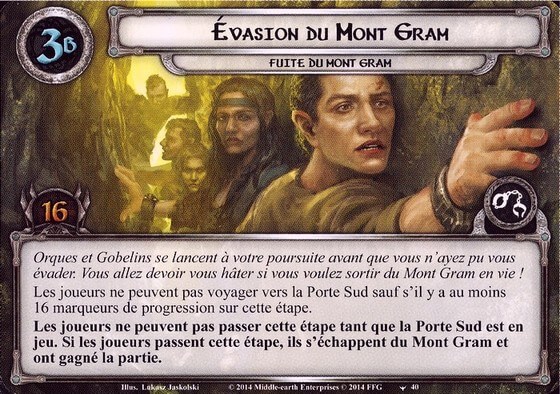 3B
Évasion du Mont Gram
Fuite du Mont Gram
16
Orques et Gobelins se lancent à votre poursuite avant que vous n'ayez pu vous
évader. Vous allez devoir vous hâter si vous voulez sortir du Mont Gram en vie !
Les joueurs ne peuvent pas voyager vers la Porte Sud sauf s'il y a au moins
16 marqueurs de progression sur cette étape.
Les joueurs ne peuvent pas passer cette étape tant que la Porte Sud est en
jeu. Si les joueurs passent cette étape, ils s'échappent du Mont Gram et
ont gagné la partie.
Illus. Lukasz Jaskolski © 2014 Middle-earth Enterprises © 2014 FFG 40